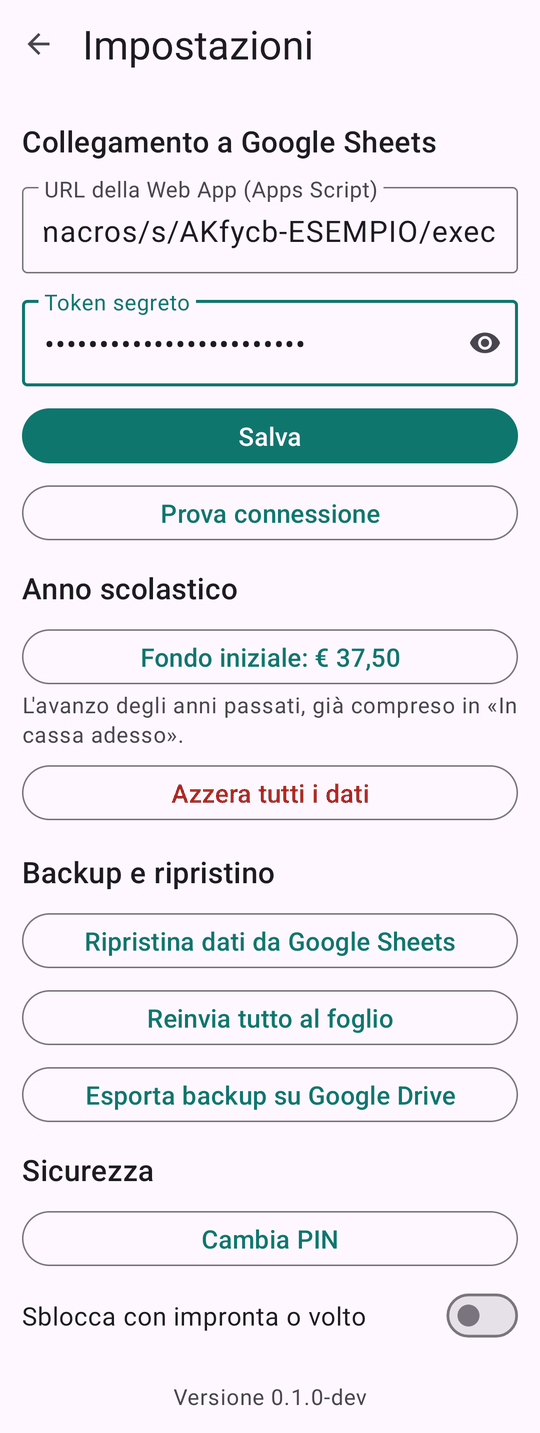 Impostazioni
Collegamento a Google Sheets
URL della Web App (Apps Script)
nacros/s/AKfycb-ESEMPIO/exec
Token segreto
••••••••••••••••••••••••
Salva
Prova connessione
Anno scolastico
Fondo iniziale: € 37,50
L'avanzo degli anni passati, già compreso in «In
cassa adesso».
Azzera tutti i dati
Backup e ripristino
Ripristina dati da Google Sheets
Reinvia tutto al foglio
Esporta backup su Google Drive
Sicurezza
Cambia PIN
Sblocca con impronta o volto
Versione 0.1.0-dev